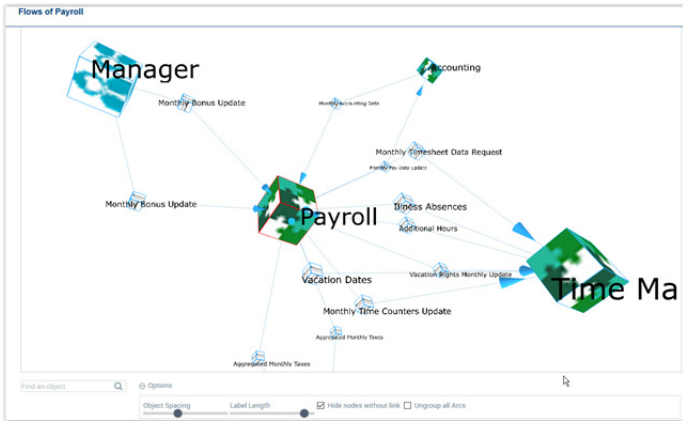 Flows of Payroll
Manager
Accounting
Monthly Bonus Update
Monthly Accounting Data
Monthly Timesheet Data Request
Monthly Pay Data Update
Monthly Bonus Update
Illness Absences
Payroll
Additional Hours
Vacation Dates
Vacation Rights Monthly Update
Time Ma
Monthly Time Counters Update
Aggregated Monthly Taxes
Aggregated Monthly Taxes
Find an object
Options
Object Spacing
Label Length
Hide nodes without link
Ungroup all Arcs